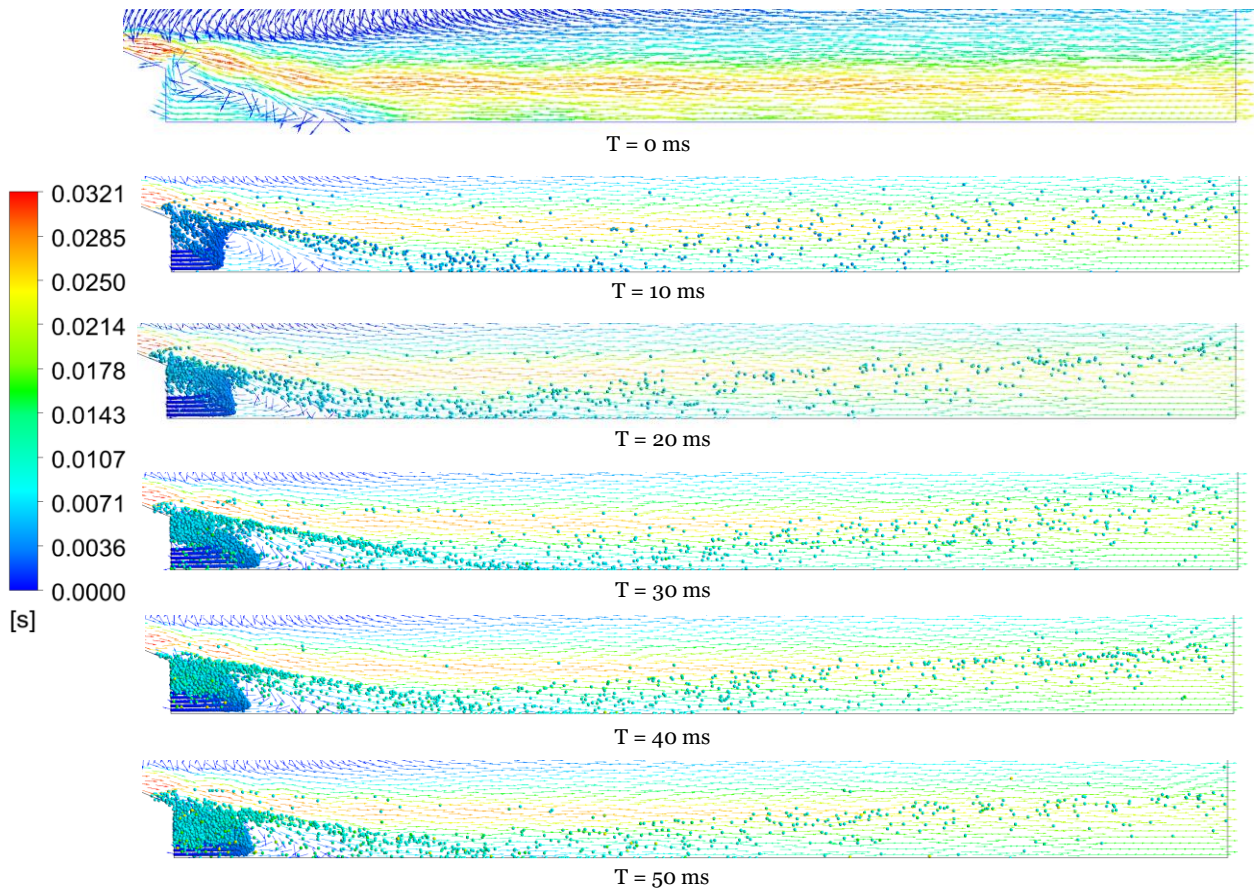 T = 0 ms
0.0321
0.0285
0.0250
0.0214
0.0178
0.0143
0.0107
0.0071
0.0036
0.0000
[s]
T = 10 ms
T = 20 ms
T = 30 ms
T = 40 ms
T = 50 ms